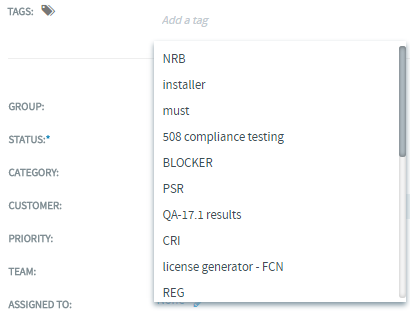 TAGS:
Add a tag
NRB
installer
must
508 compliance testing
BLOCKER
PSR
QA-17.1 results
CRI
license generator - FCN
REG
GROUP:
STATUS:*
CATEGORY:
CUSTOMER:
PRIORITY:
TEAM:
ASSIGNED TO: